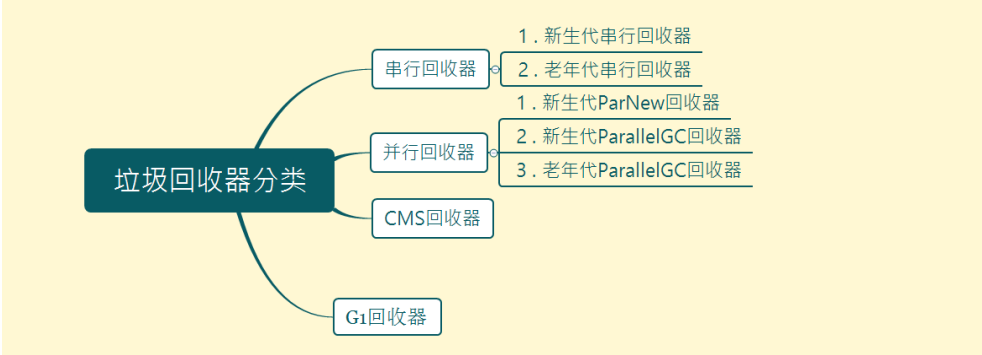 垃圾回收器分类
串行回收器
1 . 新生代串行回收器
2 . 老年代串行回收器
并行回收器
1 . 新生代ParNew回收器
2 . 新生代ParallelGC回收器
3 . 老年代ParallelGC回收器
CMS回收器
G1回收器